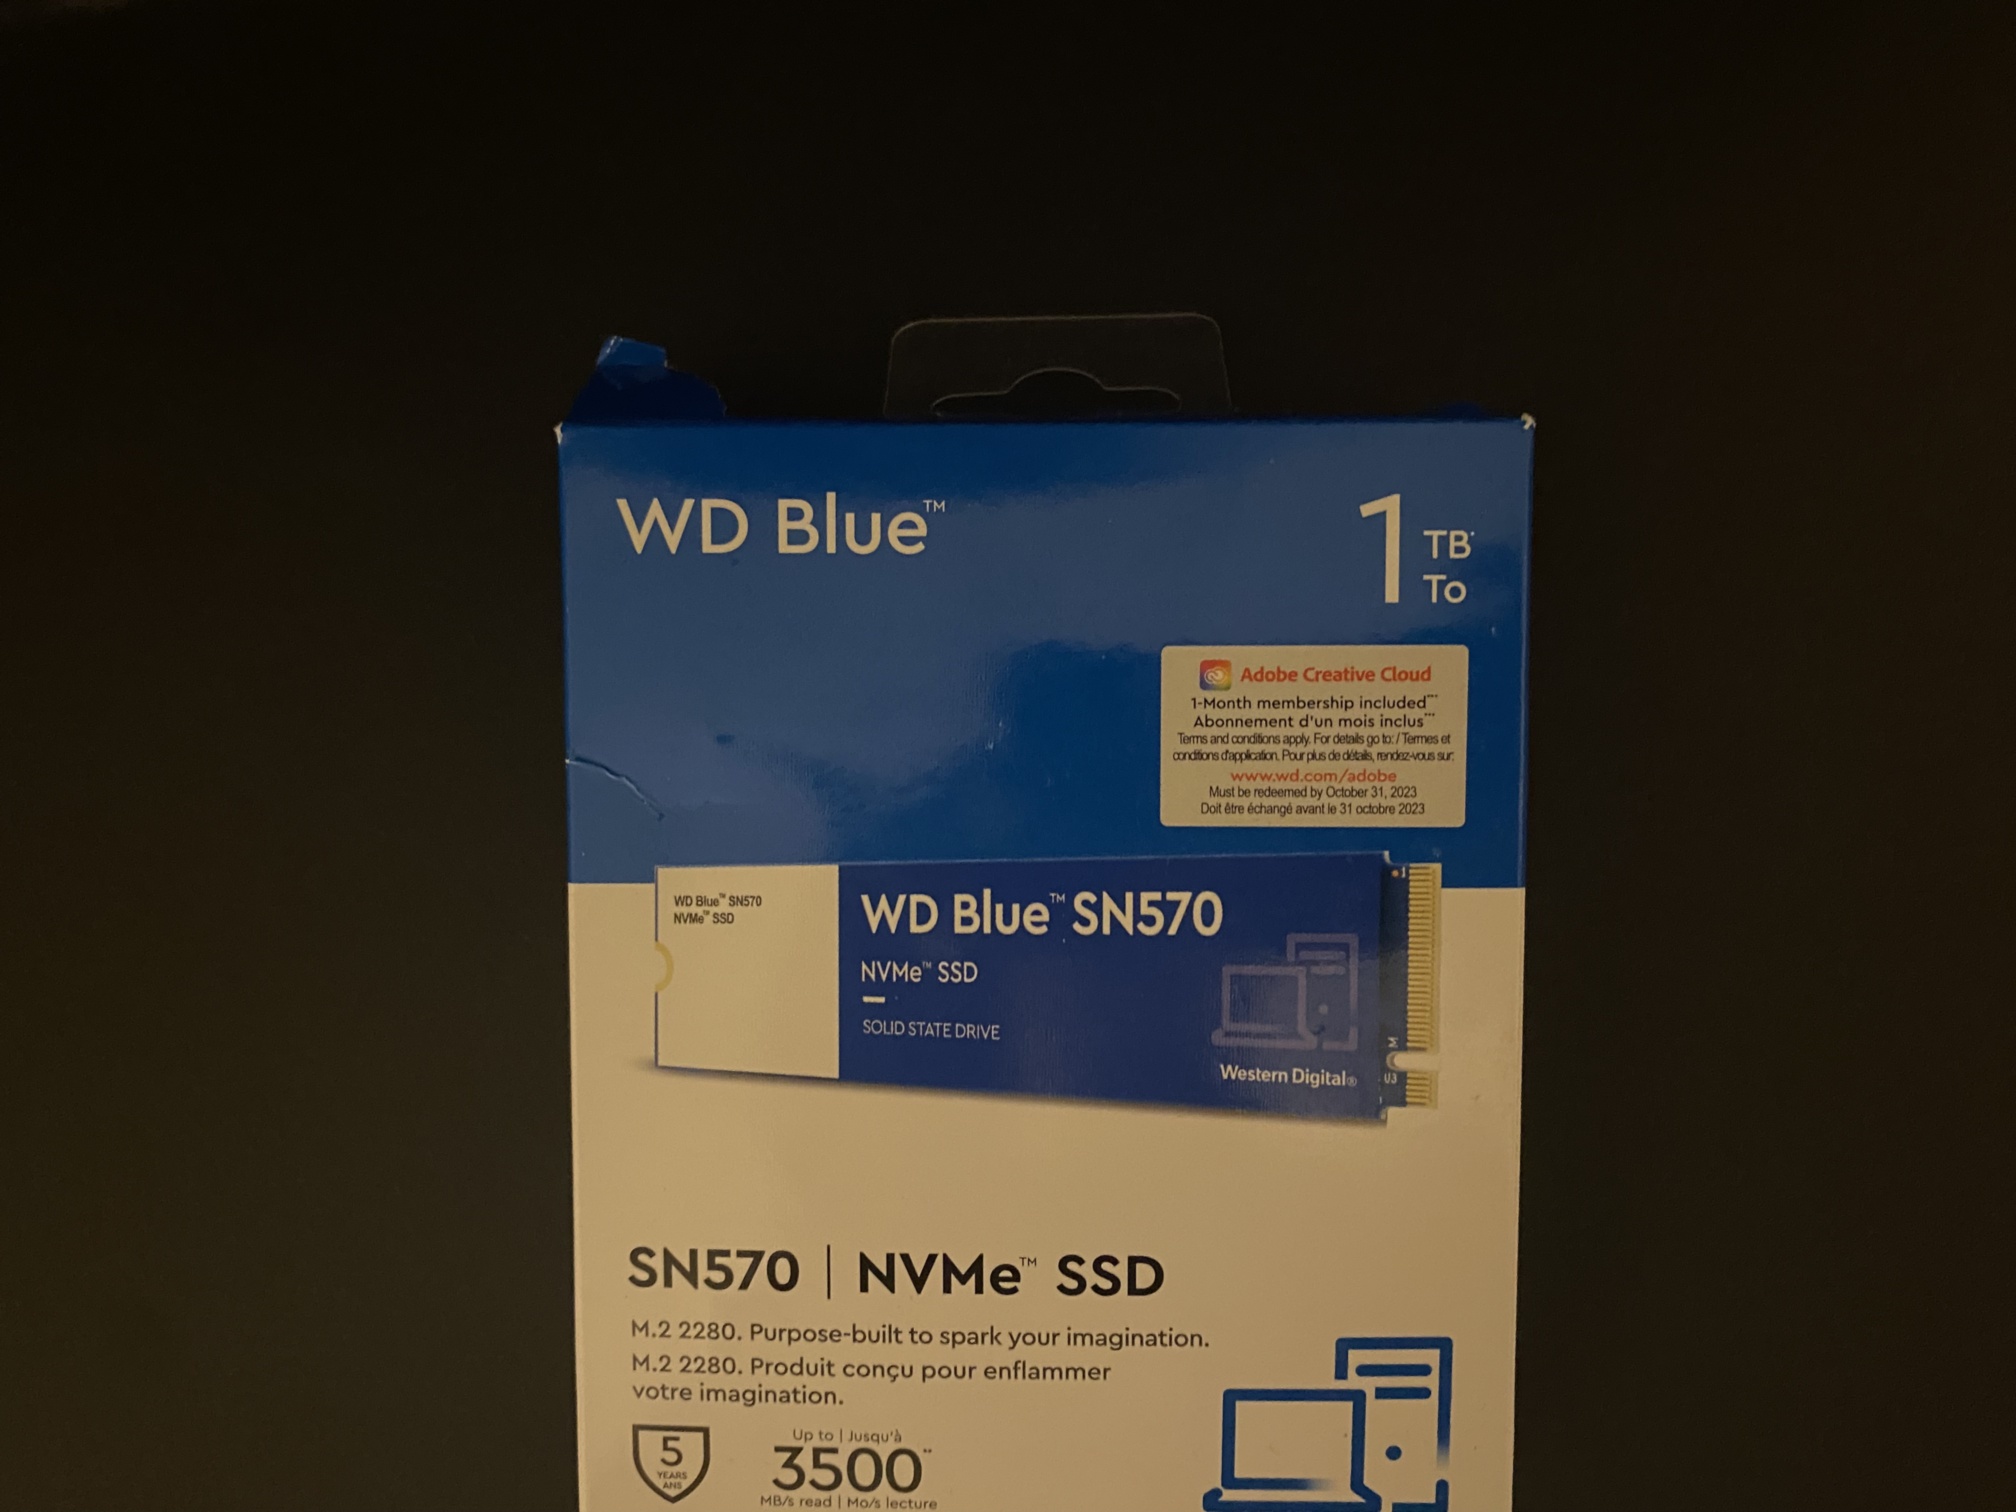 WD Blue™
1 TB*
To
Adobe Creative Cloud
1-Month membership included***
Abonnement d'un mois inclus***
Terms and conditions apply. For details go to: / Termes et
conditions d'application. Pour plus de détails, rendez-vous sur:
www.wd.com/adobe
Must be redeemed by October 31, 2023
Doit être échangé avant le 31 octobre 2023
WD Blue™ SN570
NVMe™ SSD
WD Blue™ SN570
NVMe™ SSD
SOLID STATE DRIVE
Western Digital®
1
M
U3
SN570 | NVMe™ SSD
M.2 2280. Purpose-built to spark your imagination.
M.2 2280. Produit conçu pour enflammer
votre imagination.
5
YEARS
ANS
Up to | Jusqu'à
3500**
MB/s read | Mo/s lecture